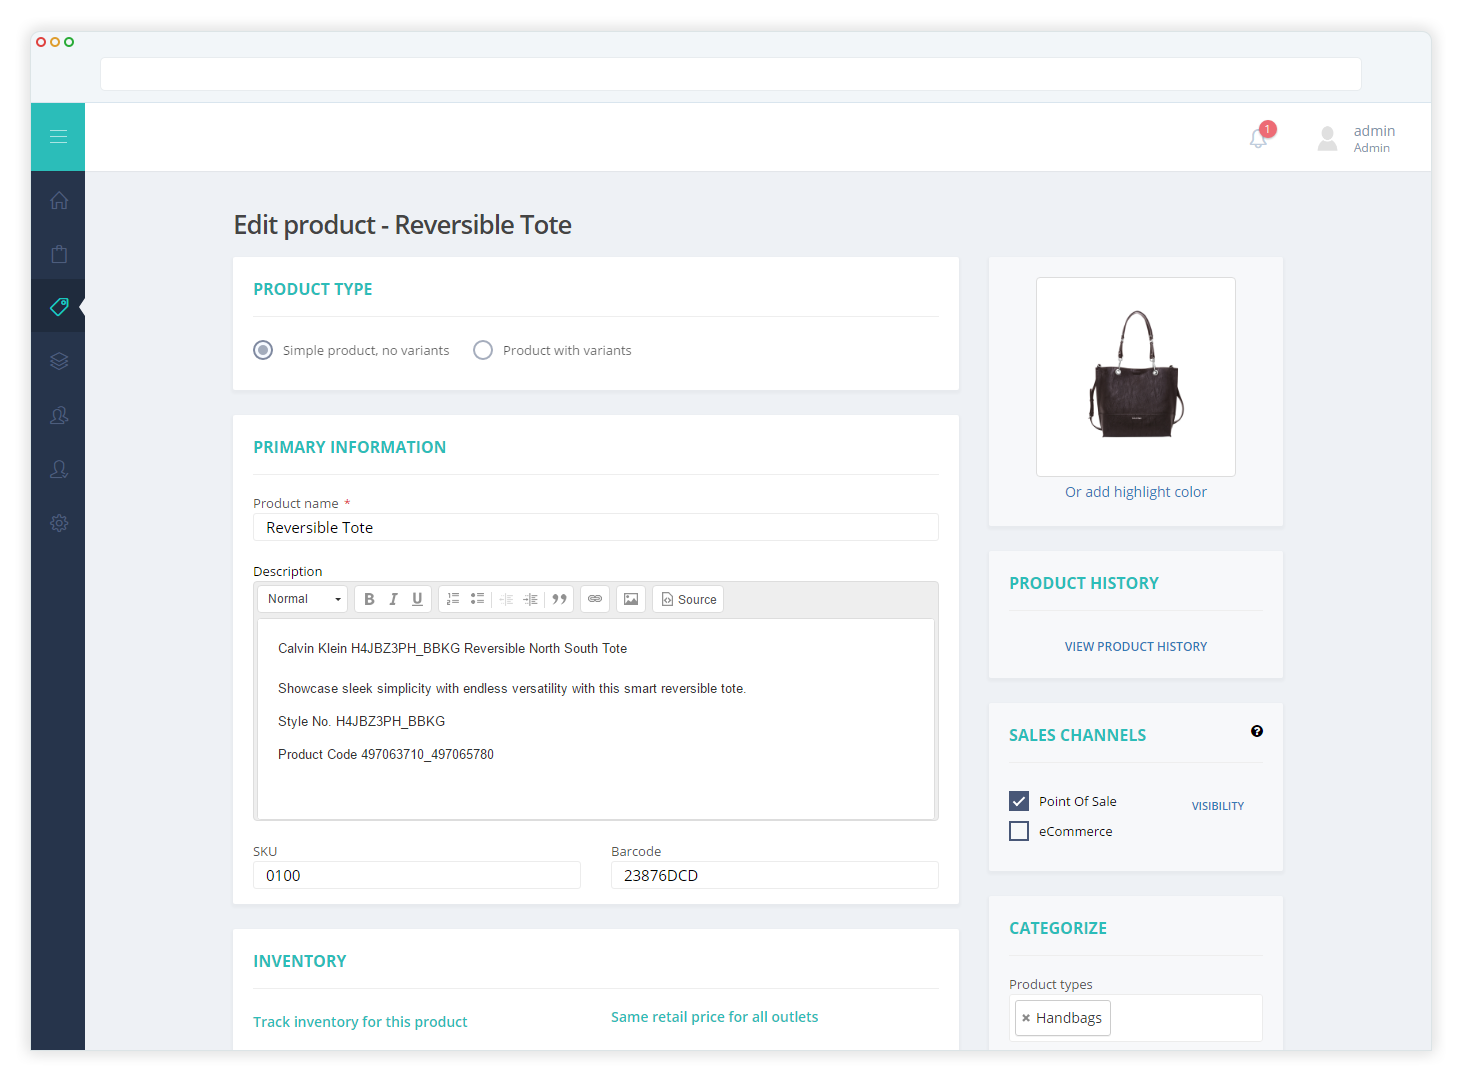 1
admin
Admin
Edit product - Reversible Tote
PRODUCT TYPE
Simple product, no variants
Product with variants
PRIMARY INFORMATION
Product name *
Reversible Tote
Description
Normal
B I U
Source
Calvin Klein H4JBZ3PH_BBKG Reversible North South Tote
Showcase sleek simplicity with endless versatility with this smart reversible tote.
Style No. H4JBZ3PH_BBKG
Product Code 497063710_497065780
SKU
0100
Barcode
23876DCD
INVENTORY
Track inventory for this product
Same retail price for all outlets
Or add highlight color
PRODUCT HISTORY
VIEW PRODUCT HISTORY
SALES CHANNELS
?
Point Of Sale
VISIBILITY
eCommerce
CATEGORIZE
Product types
× Handbags